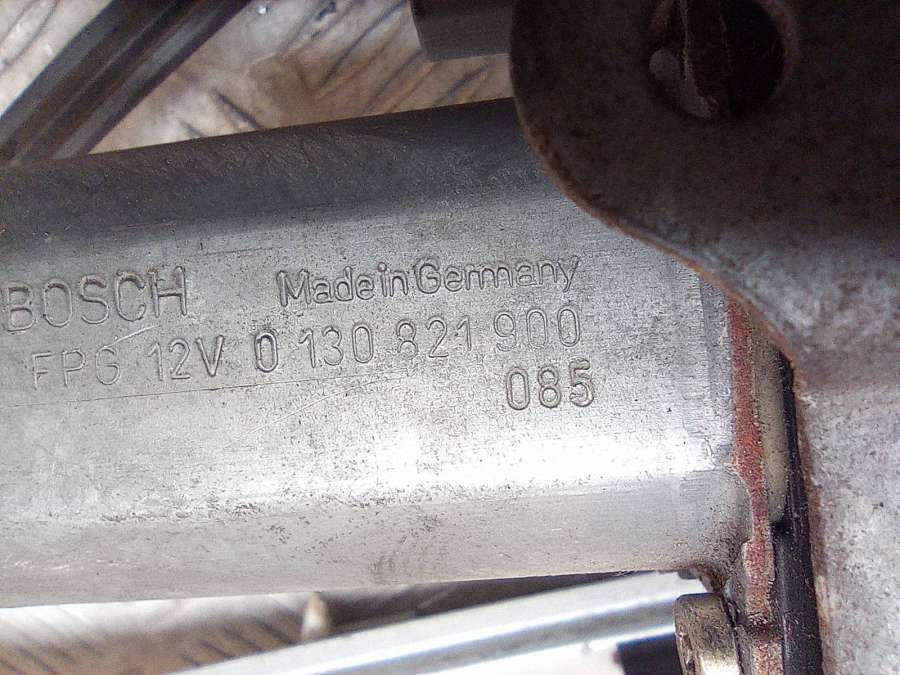 BOSCH Made in Germany
FPG 12V 0 130 821 900
085